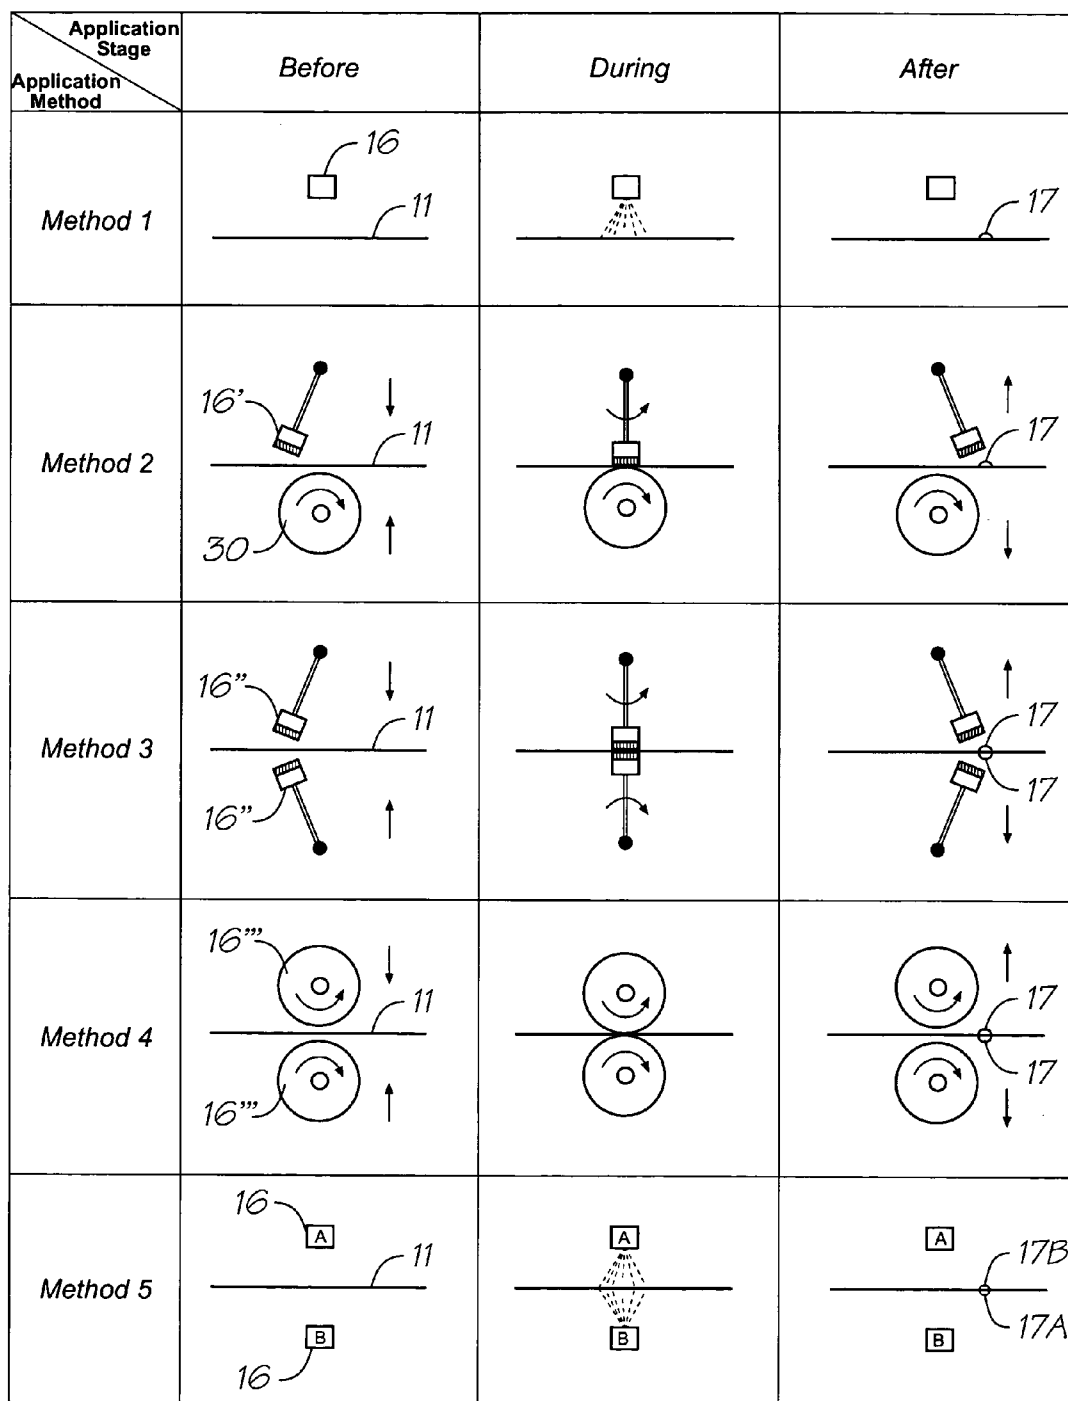 Application
Stage
Application
Method
Before
During
After
Method 1
16
11
17
Method 2
16'
11
30
17
Method 3
16"
11
16"
17
17
Method 4
16'''
11
16'''
17
17
Method 5
16
A
11
B
16
A
B
A
17B
17A
B